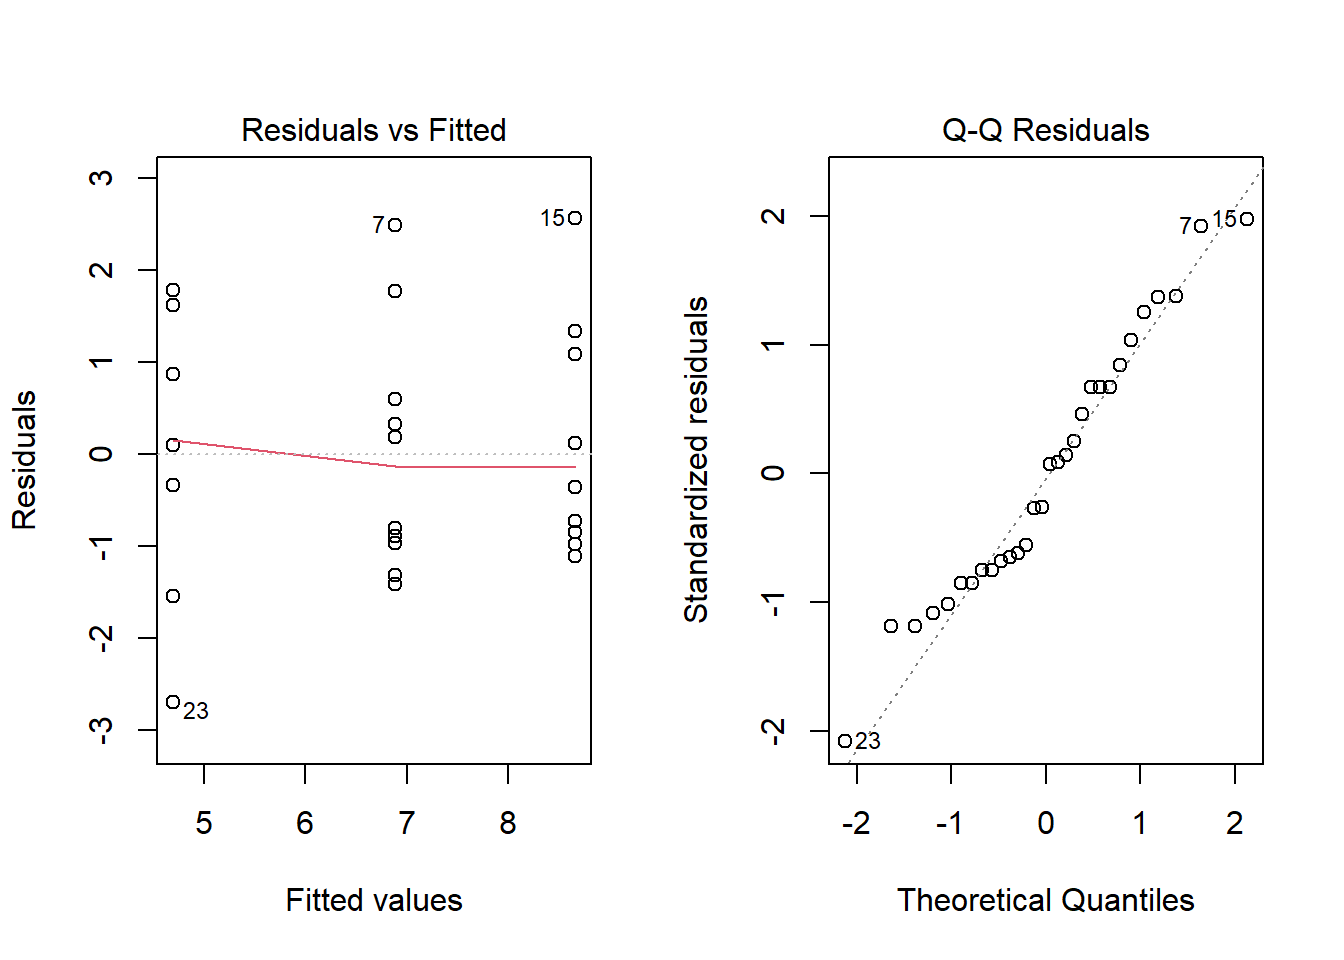 Residuals vs Fitted
3
2
1
0
-1
-2
-3
Residuals
7
15
23
5 6 7 8
Fitted values
Q-Q Residuals
2
1
0
-1
-2
Standardized residuals
7 15
23
-2 -1 0 1 2
Theoretical Quantiles